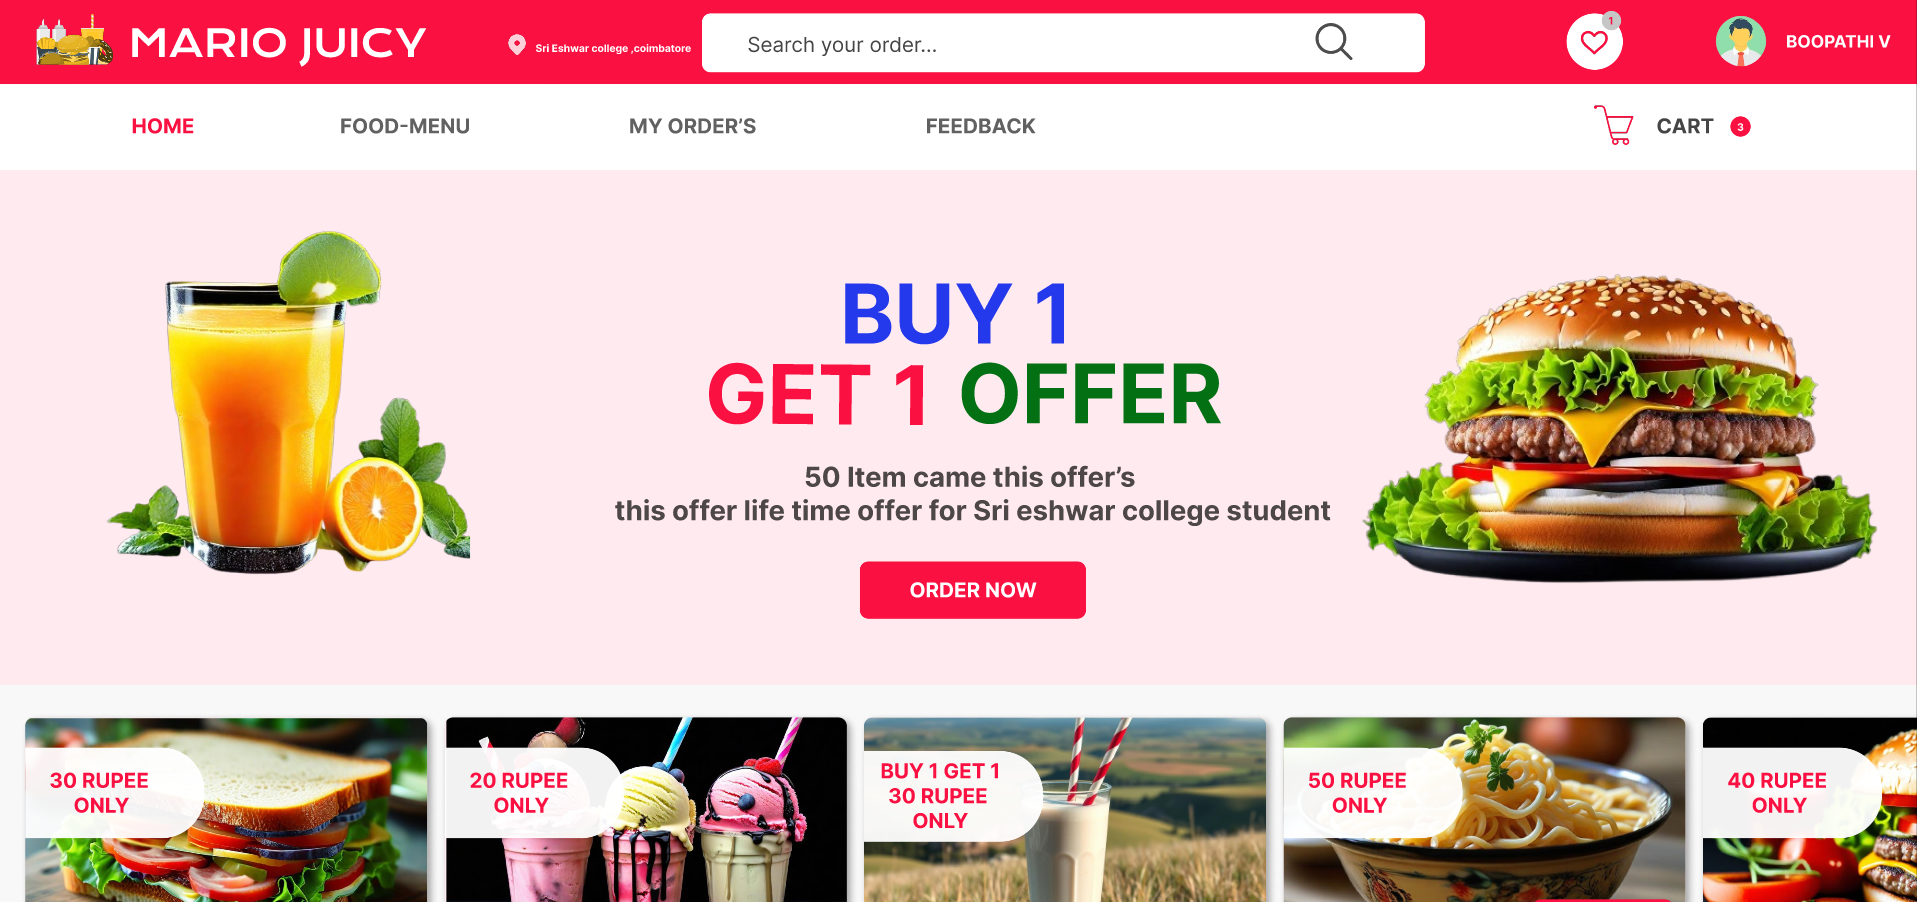 MARIO JUICY
Sri Eshwar college ,coimbatore
Search your order...
1
BOOPATHI V
HOME
FOOD-MENU
MY ORDER’S
FEEDBACK
CART
3
BUY 1
GET 1 OFFER
50 Item came this offer’s
this offer life time offer for Sri eshwar college student
ORDER NOW
30 RUPEE
ONLY
20 RUPEE
ONLY
BUY 1 GET 1
30 RUPEE
ONLY
50 RUPEE
ONLY
40 RUPEE
ONLY